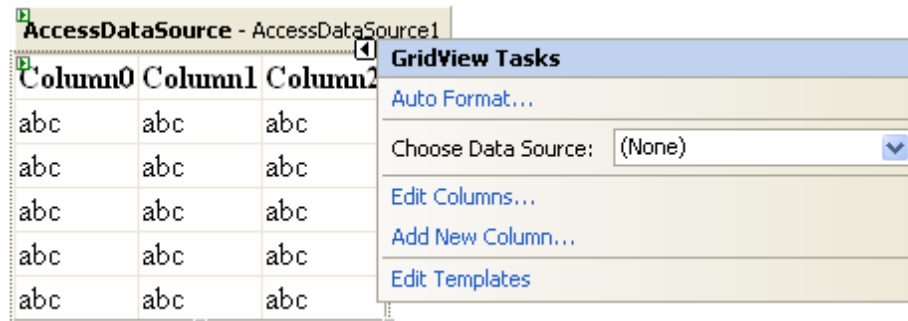 AccessDataSource - AccessDataSource1
Column0 Column1 Column2
abc abc abc
abc abc abc
abc abc abc
abc abc abc
abc abc abc
GridView Tasks
Auto Format...
Choose Data Source: (None)
Edit Columns...
Add New Column...
Edit Templates